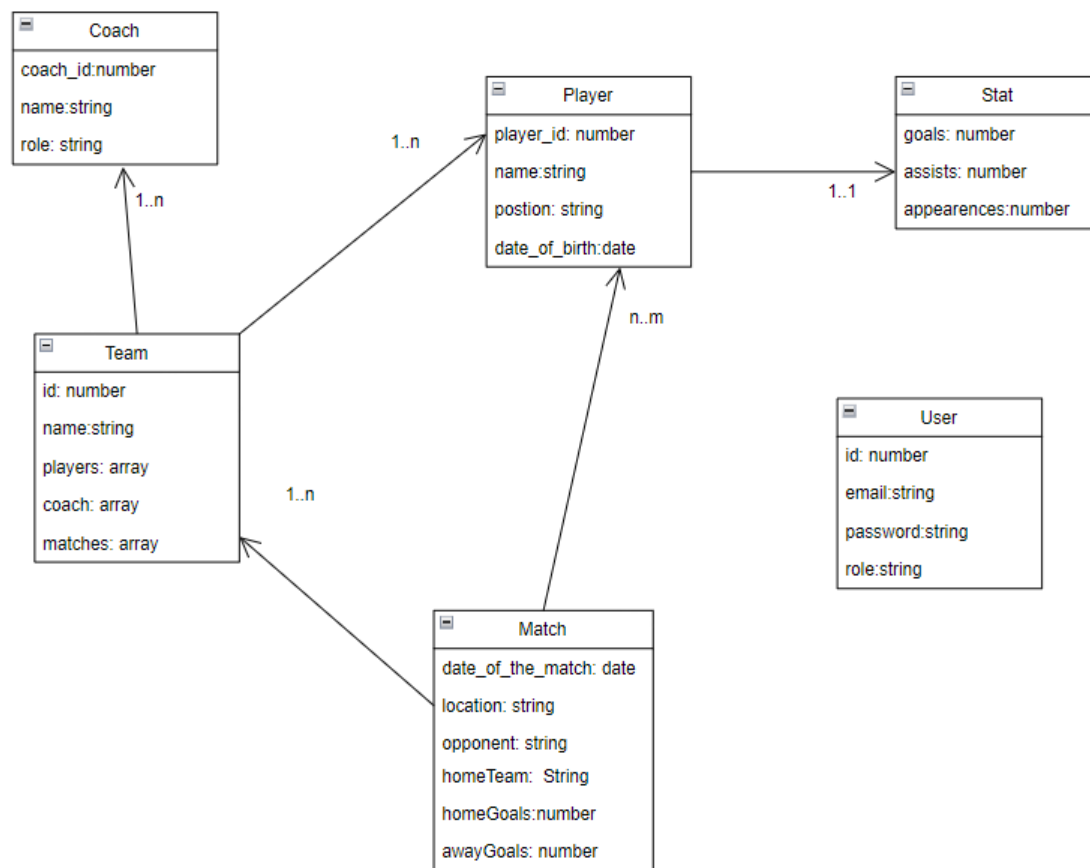 Coach
coach_id:number
name:string
role: string
1..n
Player
player_id: number
name:string
postion: string
date_of_birth:date
1..n
Stat
goals: number
assists: number
appearences:number
1..1
n..m
Team
id: number
name:string
players: array
coach: array
matches: array
1..n
User
id: number
email:string
password:string
role:string
Match
date_of_the_match: date
location: string
opponent: string
homeTeam:  String
homeGoals:number
awayGoals: number